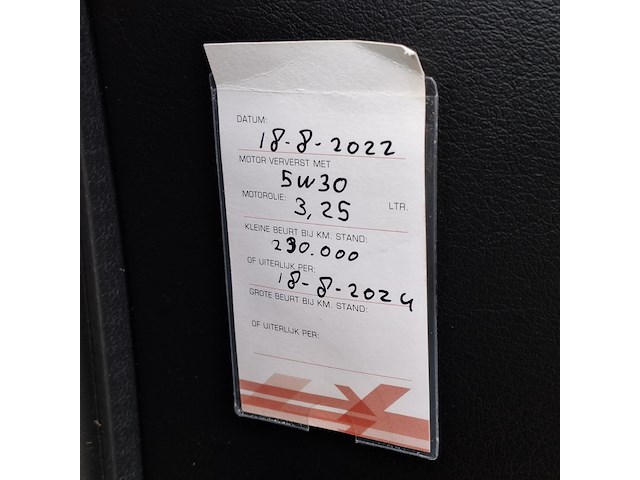 DATUM:
18-8-2022
MOTOR VERVERST MET
5W30
MOTOROLIE: 3,25 LTR.
KLEINE BEURT BIJ KM. STAND:
230.000
OF UITERLIJK PER:
18-8-2024
GROTE BEURT BIJ KM. STAND:
OF UITERLIJK PER: